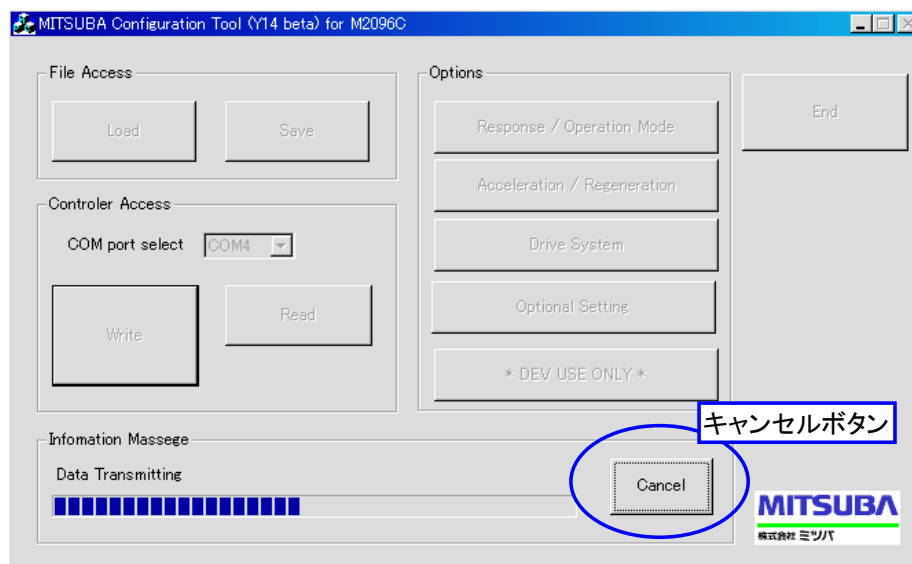 MITSUBA Configuration Tool (Y14 beta) for M2096C
File Access
Load
Save
Controler Access
COM port select
COM4
Write
Read
Options
Response / Operation Mode
Acceleration / Regeneration
Drive System
Optional Setting
* DEV USE ONLY *
End
Infomation Massege
Data Transmitting
Cancel
キャンセルボタン
MITSUBA
株式会社 ミツバ